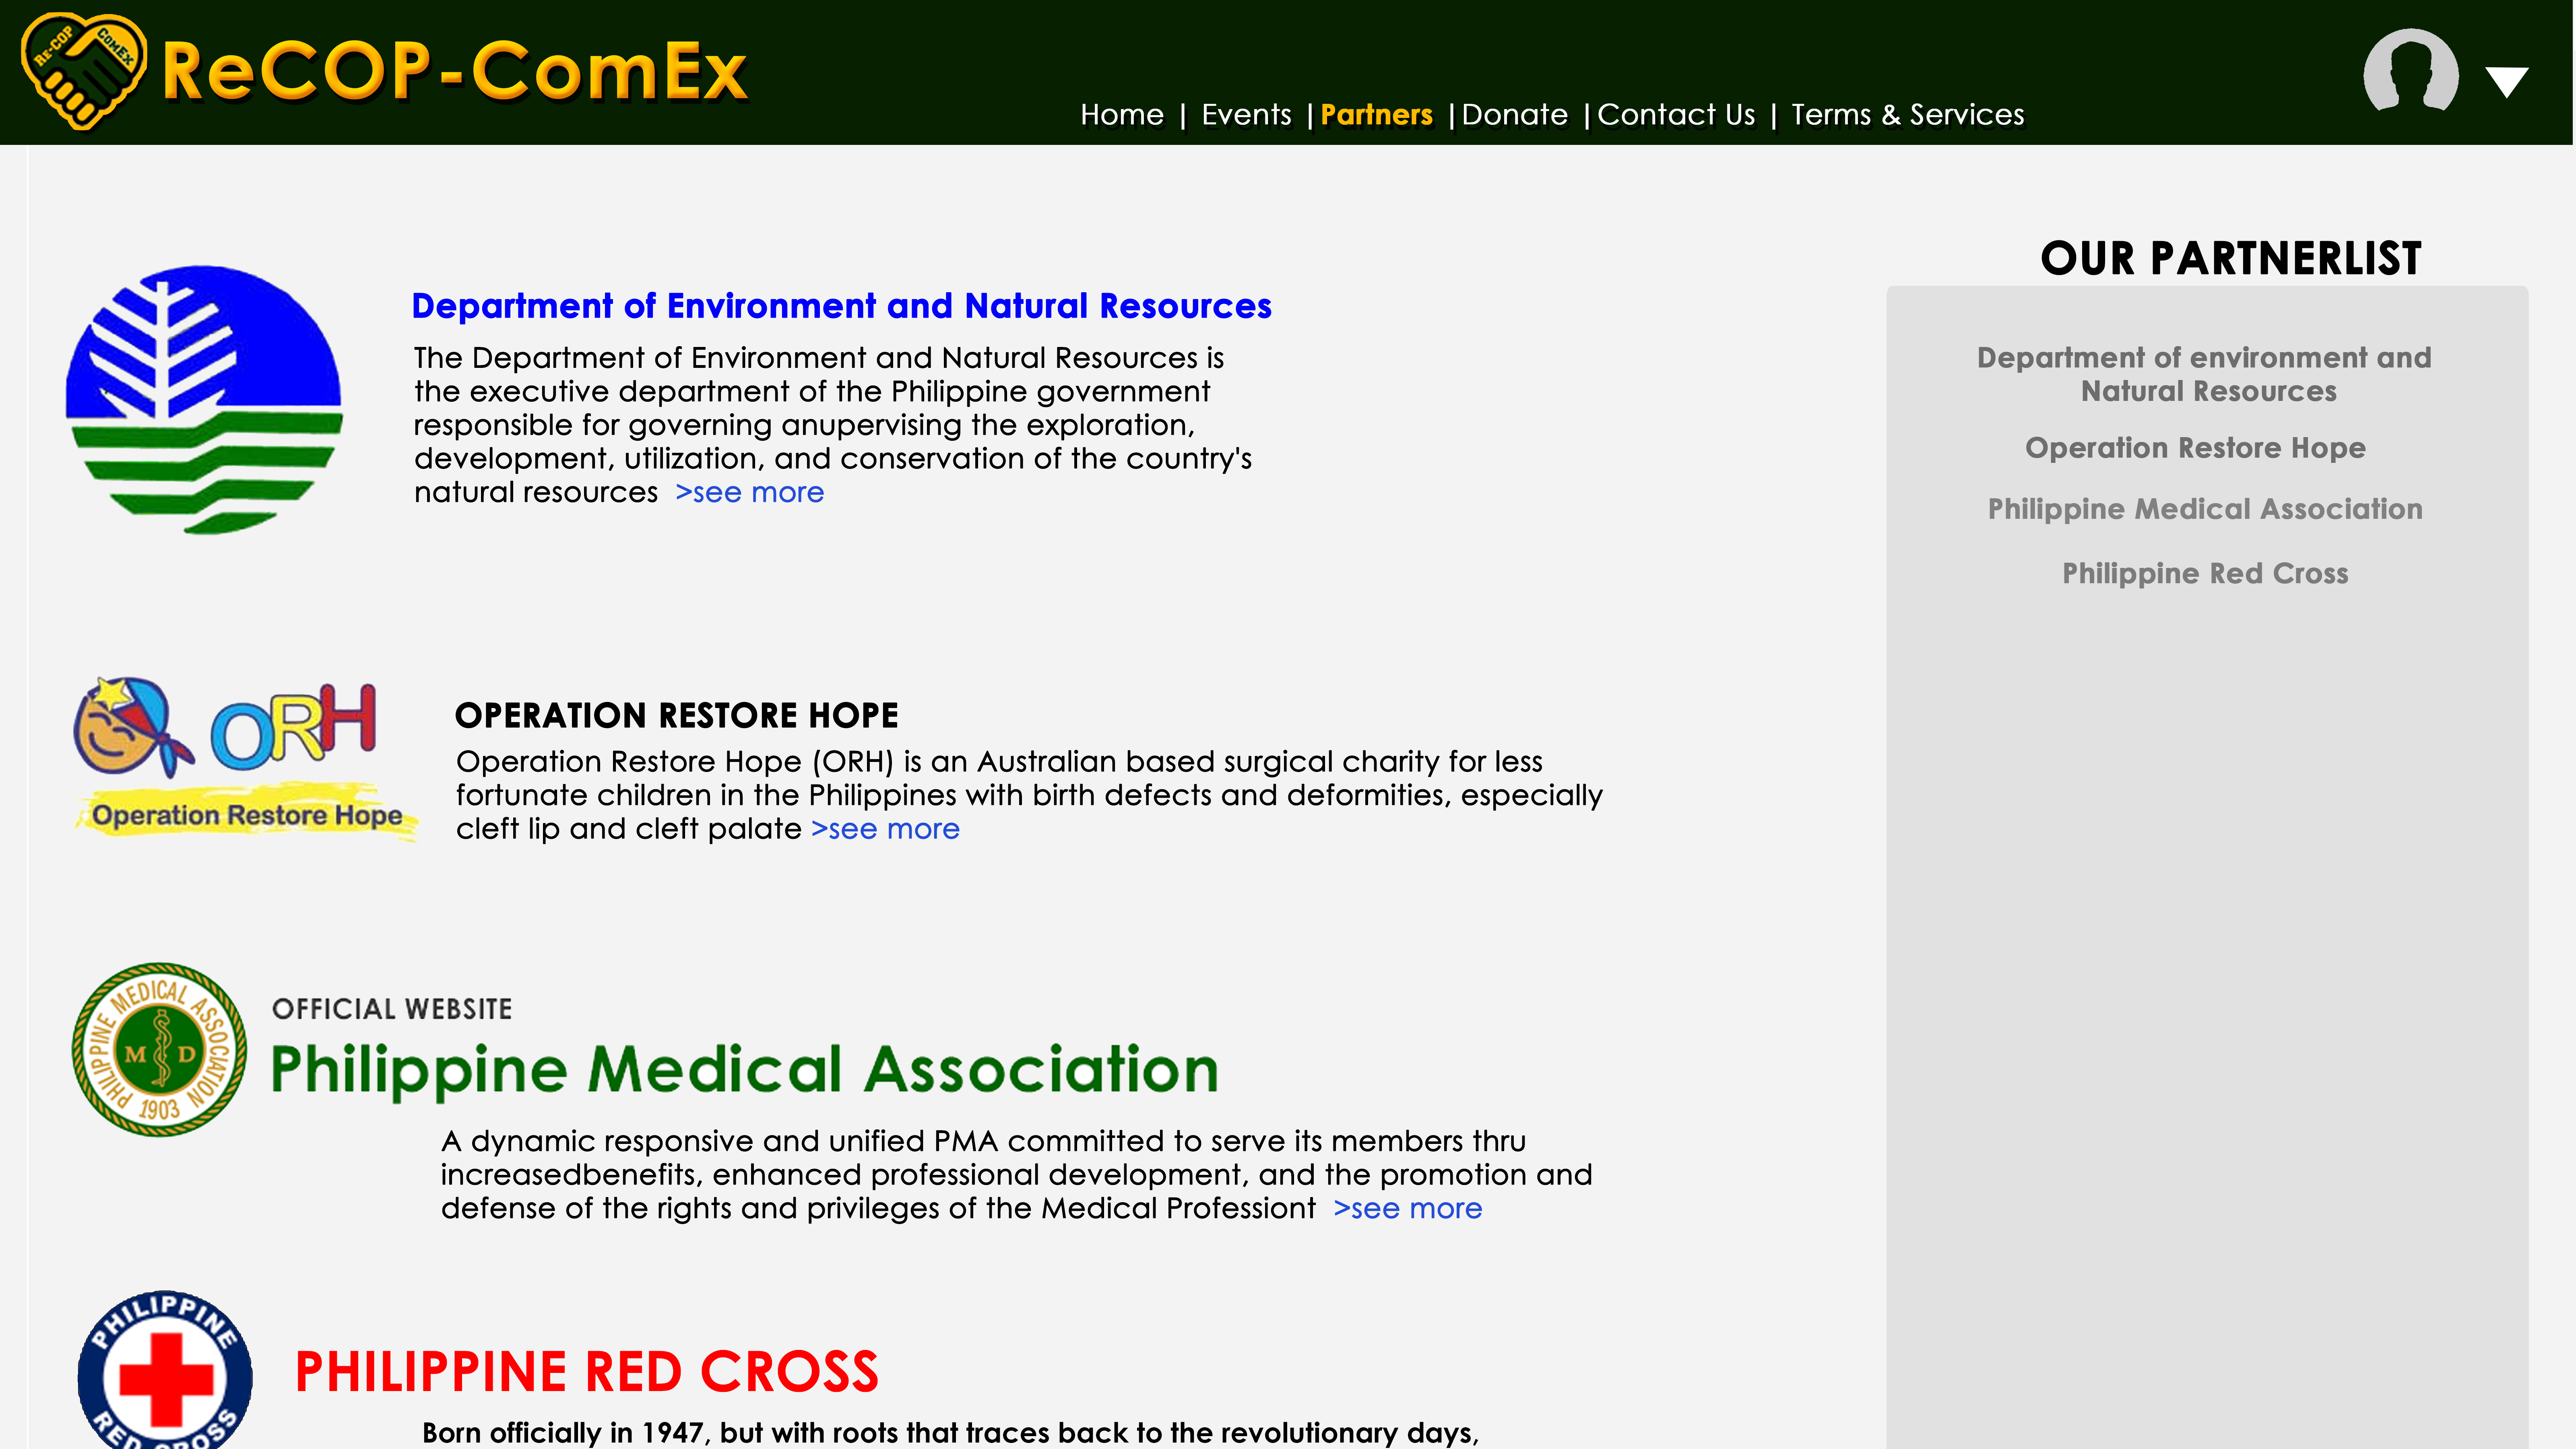 RE-COP COMEX
ReCOP-ComEx
Home | Events | Partners | Donate | Contact Us | Terms & Services
Department of Environment and Natural Resources
The Department of Environment and Natural Resources is
the executive department of the Philippine government
responsible for governing anupervising the exploration,
development, utilization, and conservation of the country's
natural resources >see more
ORH
Operation Restore Hope
OPERATION RESTORE HOPE
Operation Restore Hope (ORH) is an Australian based surgical charity for less
fortunate children in the Philippines with birth defects and deformities, especially
cleft lip and cleft palate >see more
PHILIPPINE MEDICAL ASSOCIATION
M D
1903
OFFICIAL WEBSITE
Philippine Medical Association
A dynamic responsive and unified PMA committed to serve its members thru
increasedbenefits, enhanced professional development, and the promotion and
defense of the rights and privileges of the Medical Professiont >see more
PHILIPPINE
RED CROSS
PHILIPPINE RED CROSS
Born officially in 1947, but with roots that traces back to the revolutionary days,
OUR PARTNERLIST
Department of environment and
Natural Resources
Operation Restore Hope
Philippine Medical Association
Philippine Red Cross